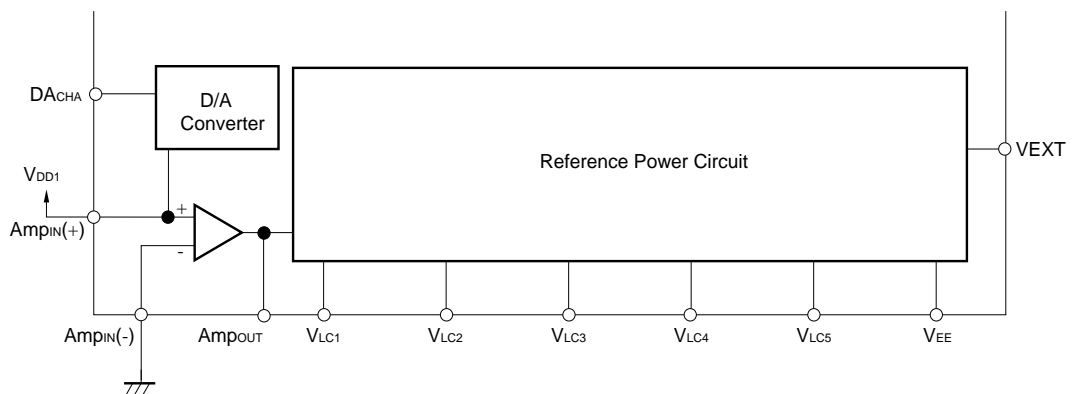 DACHA
D/A
Converter
Reference Power Circuit
VEXT
VDD1
+
AmpIN(+)
-
AmpIN(-)
AmpOUT
VLC1
VLC2
VLC3
VLC4
VLC5
VEE